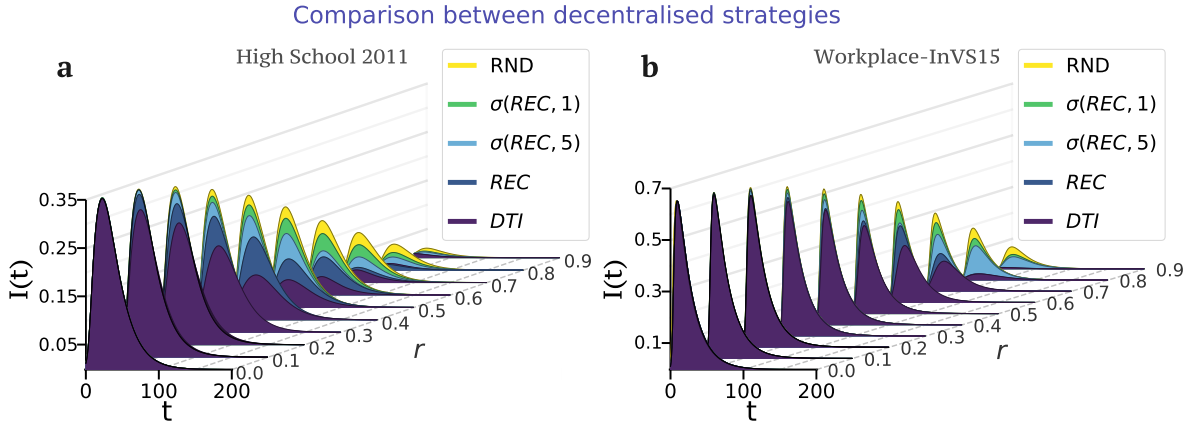 Comparison between decentralised strategies
a
High School 2011
RND
σ(REC, 1)
σ(REC, 5)
REC
DTI
I(t)
0.35
0.25
0.15
0.05
0
100
200
t
0.0
0.1
0.2
0.3
0.4
0.5
0.6
0.7
0.8
0.9
r
b
Workplace-InVS15
RND
σ(REC, 1)
σ(REC, 5)
REC
DTI
I(t)
0.7
0.5
0.3
0.1
0
100
200
t
0.0
0.1
0.2
0.3
0.4
0.5
0.6
0.7
0.8
0.9
r